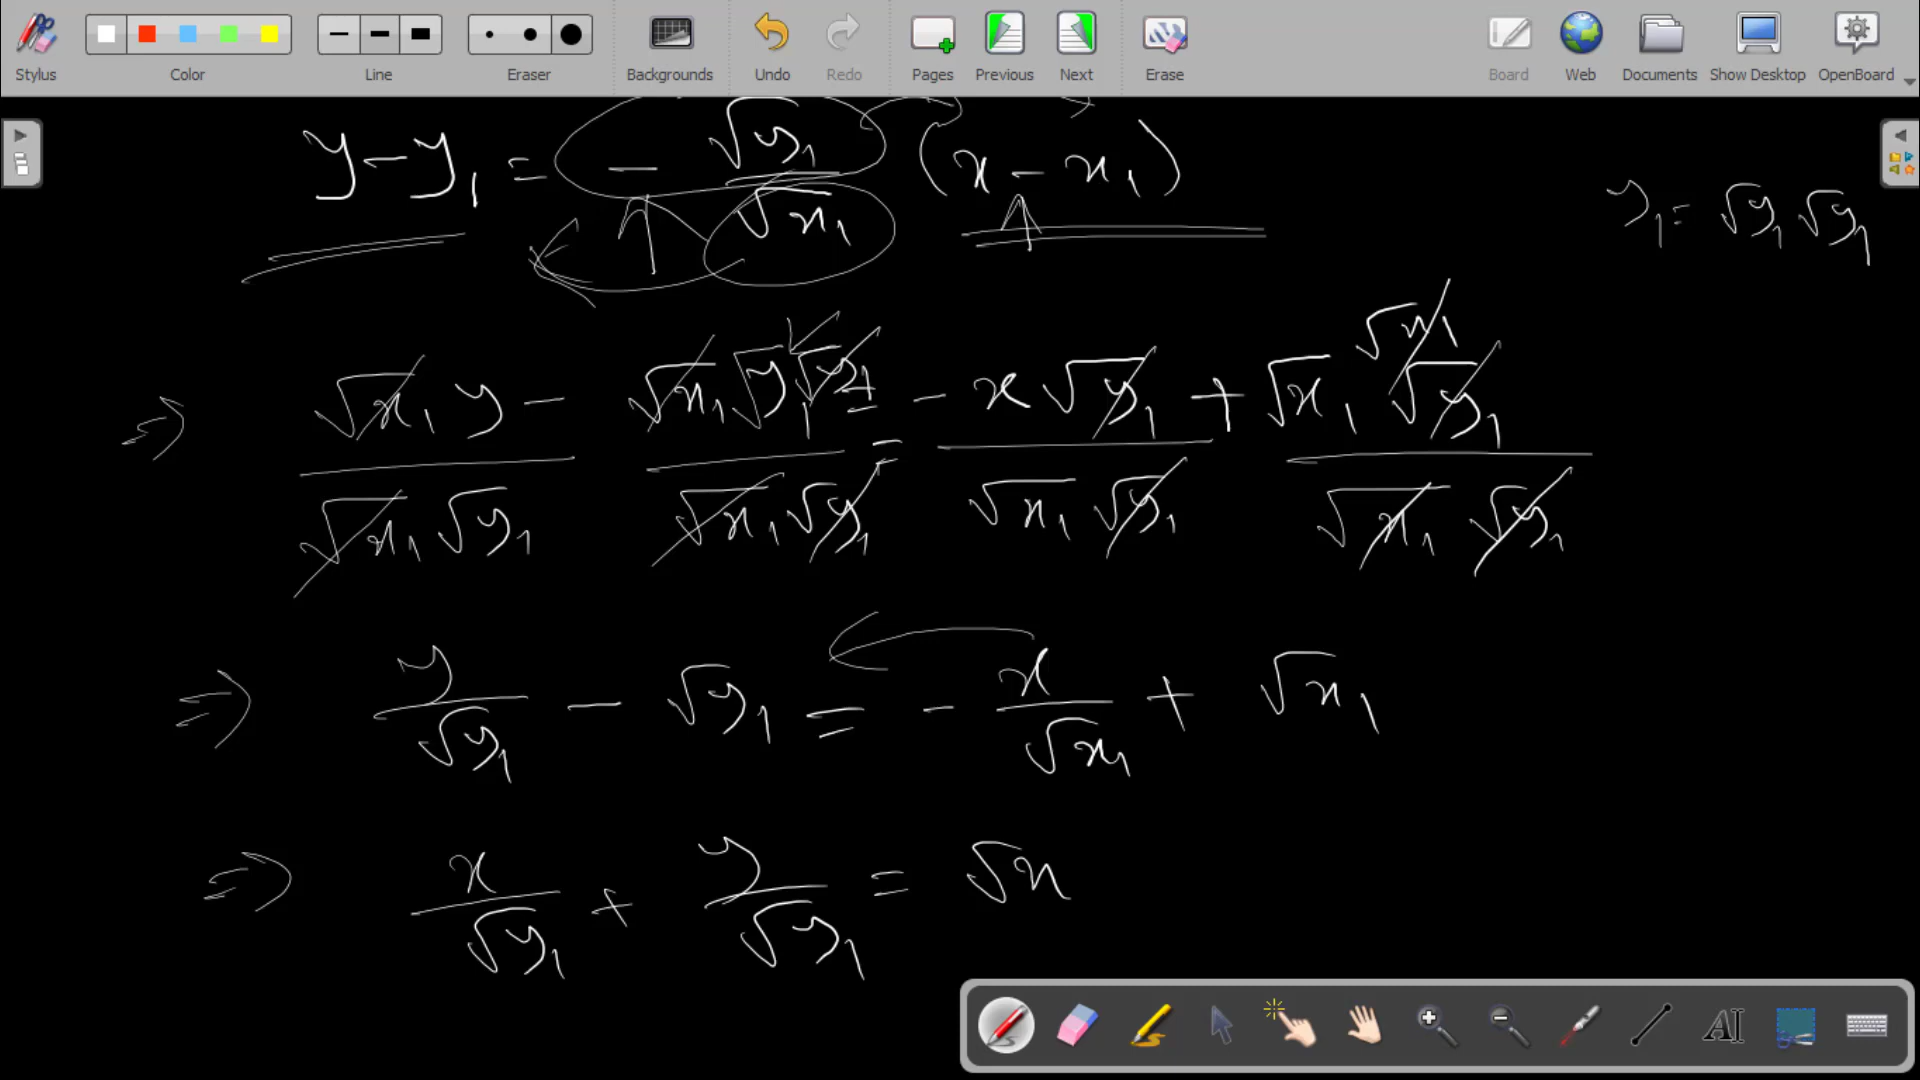 Stylus Color Line Eraser Backgrounds Undo Redo Pages Previous Next Erase Board Web Documents Show Desktop OpenBoard
y - y₁ = - √y₁ / √x₁ (x - x₁)
y₁ = √y₁ √y₁
⇒ √x₁ y / √x₁ √y₁ - √x₁ √y₁ √y₁ / √x₁ √y₁ = - x √y₁ / √x₁ √y₁ + √x₁ √x₁ √y₁ / √x₁ √y₁
⇒ y / √y₁ - √y₁ = - x / √x₁ + √x₁
⇒ x / √y₁ + y / √y₁ = √x
AI